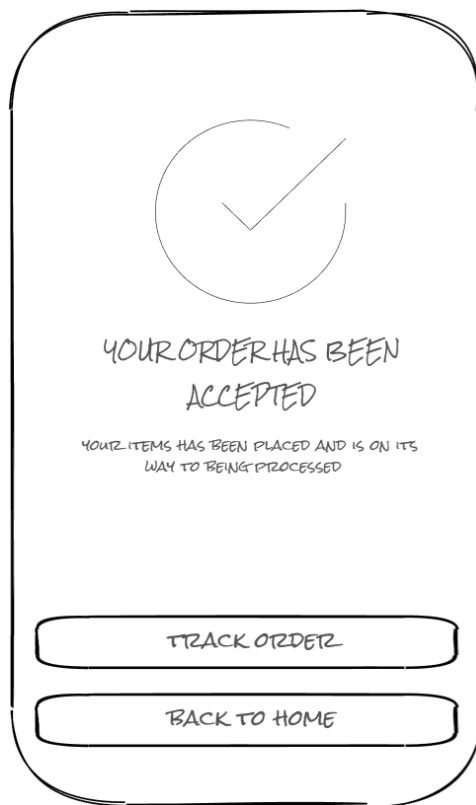 YOUR ORDER HAS BEEN
ACCEPTED
YOUR ITEMS HAS BEEN PLACED AND IS ON ITS
WAY TO BEING PROCESSED
TRACK ORDER
BACK TO HOME